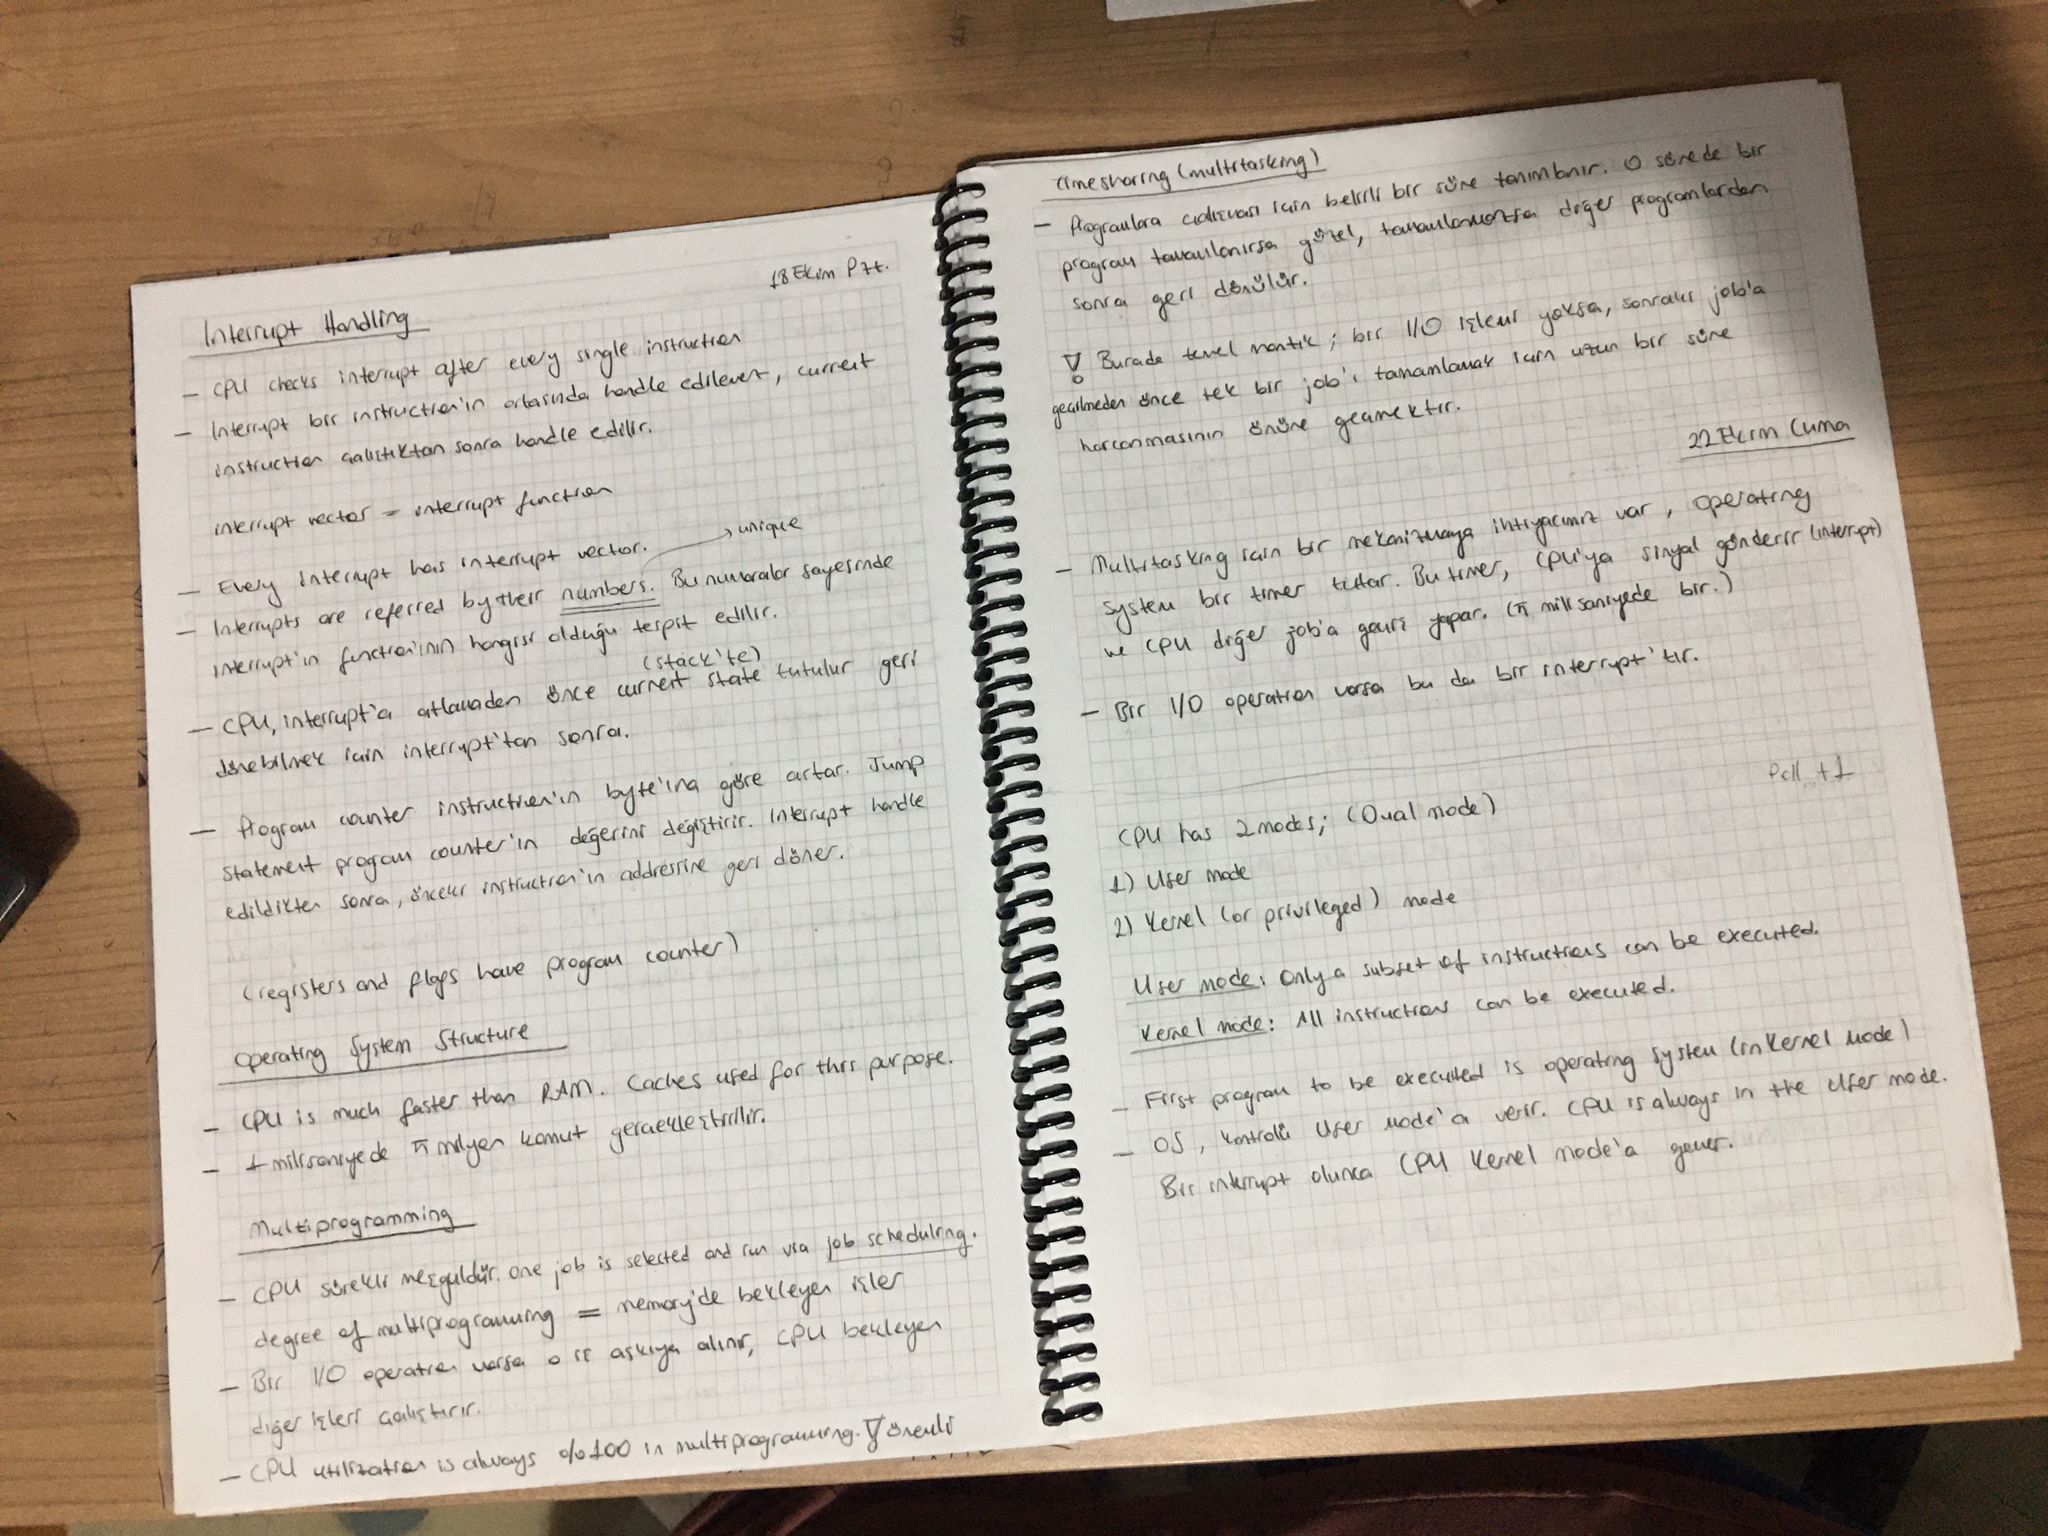 18 Ekim Pzt.
Interrupt Handling
- CPU checks interrupt after every single instruction
- Interrupt bir instruction'ın ortasında handle edilemez, current
instruction çalıştıktan sonra handle edilir.
interrupt vector = interrupt function
- Every interrupt has interrupt vector.
→ unique
- Interrupts are referred by their numbers. Bu numaralar sayesinde
interrupt'ın function'ının hangisi olduğu tespit edilir.
(stack'te)
- CPU, interrupt'a atlamadan önce current state tutulur geri
dönebilmek için interrupt'tan sonra.
- Program counter instruction'ın byte'ına göre artar. Jump
statement program counter'ın değerini değiştirir. Interrupt handle
edildikten sonra, önceki instruction'ın addressine geri döner.
(registers and flags have program counter)
Operating System Structure
- CPU is much faster than RAM. Caches used for this purpose.
- 1 milisaniyede π milyon komut gerçekleştirilir.
Multiprogramming
- CPU sürekli meşguldür. One job is selected and run via job scheduling.
degree of multiprogramming = memory'de bekleyen işler
- Bir I/O operation varsa o iş askıya alınır, CPU bekleyen
diğer işleri çalıştırır.
- CPU utilization is always %100 in multiprogramming. ! önemli
Timesharing (multitasking)
- Programlara çalışması için belirli bir süre tanımlanır. O sürede bir
program tamamlanırsa güzel, tamamlanmazsa diğer programlardan
sonra geri dönülür.
! Burada temel mantık; bir I/O işlemi yoksa, sonraki job'a
geçilmeden önce tek bir job'ı tamamlamak için uzun bir süre
harcanmasının önüne geçmektir.
22 Ekim Cuma
- Multitasking için bir mekanizmaya ihtiyacımız var, operating
system bir timer tutar. Bu timer, CPU'ya sinyal gönderir (interrupt)
ve CPU diğer job'a geçiş yapar. (π milisaniyede bir.)
- Bir I/O operation varsa bu da bir interrupt'tır.
Poll +1
CPU has 2 modes; (Dual mode)
1) User mode
2) Kernel (or privileged) mode
User mode: Only a subset of instructions can be executed.
Kernel mode: All instructions can be executed.
- First program to be executed is operating system (in Kernel Mode)
- OS, kontrolü User mode'a verir. CPU is always in the User mode.
Bir interrupt olunca CPU Kernel mode'a geçer.